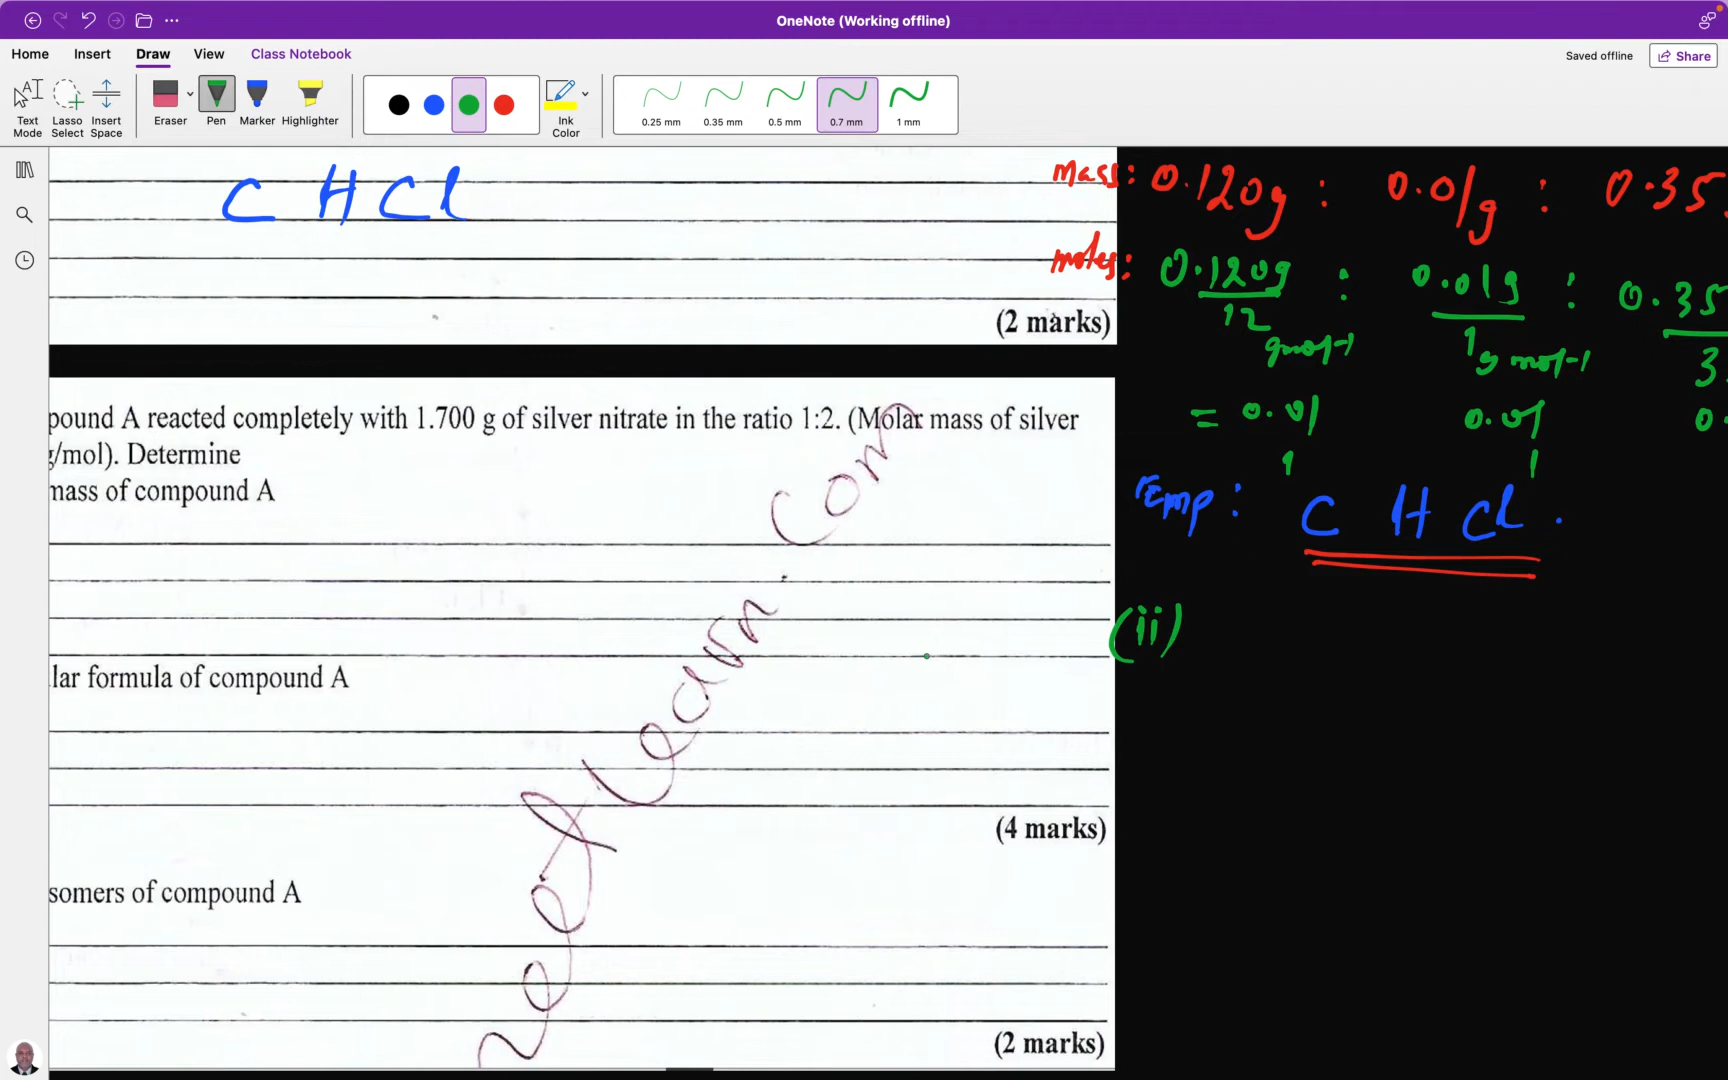 OneNote (Working offline)
Home Insert Draw View Class Notebook
Saved offline Share
Text Mode
Lasso Select
Insert Space
Eraser
Pen
Marker
Highlighter
Ink Color
0.25 mm 0.35 mm 0.5 mm 0.7 mm 1 mm
C H Cl
(2 marks)
pound A reacted completely with 1.700 g of silver nitrate in the ratio 1:2. (Molar mass of silver
g/mol). Determine
mass of compound A
lar formula of compound A
(4 marks)
somers of compound A
(2 marks)
mass: 0.120g : 0.01g : 0.35
moles: 0.120g : 0.01g : 0.35
12 gmol-1 1g mol-1 3
= 0.01 0.01 0.
1 1
Emp: C H Cl.
(ii)